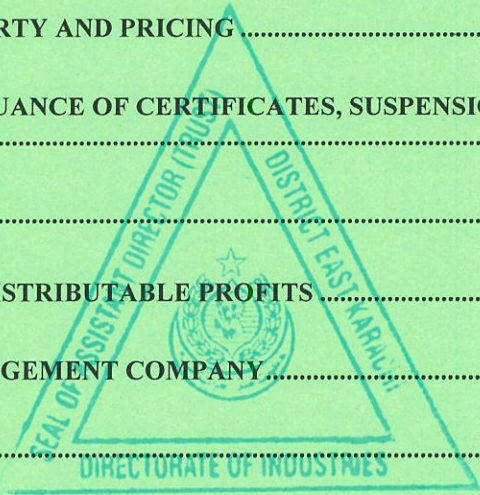 RTY AND PRICING ..........................................
UANCE OF CERTIFICATES, SUSPENSI
..........................................................................
..........................................................................
ISTRIBUTABLE PROFITS ...........................
GEMENT COMPANY....................................
..........................................................................
SEAL OF ASSISTANT DIRECTOR (TRUST)
DISTRICT EAST KARACHI
DIRECTORATE OF INDUSTRIES